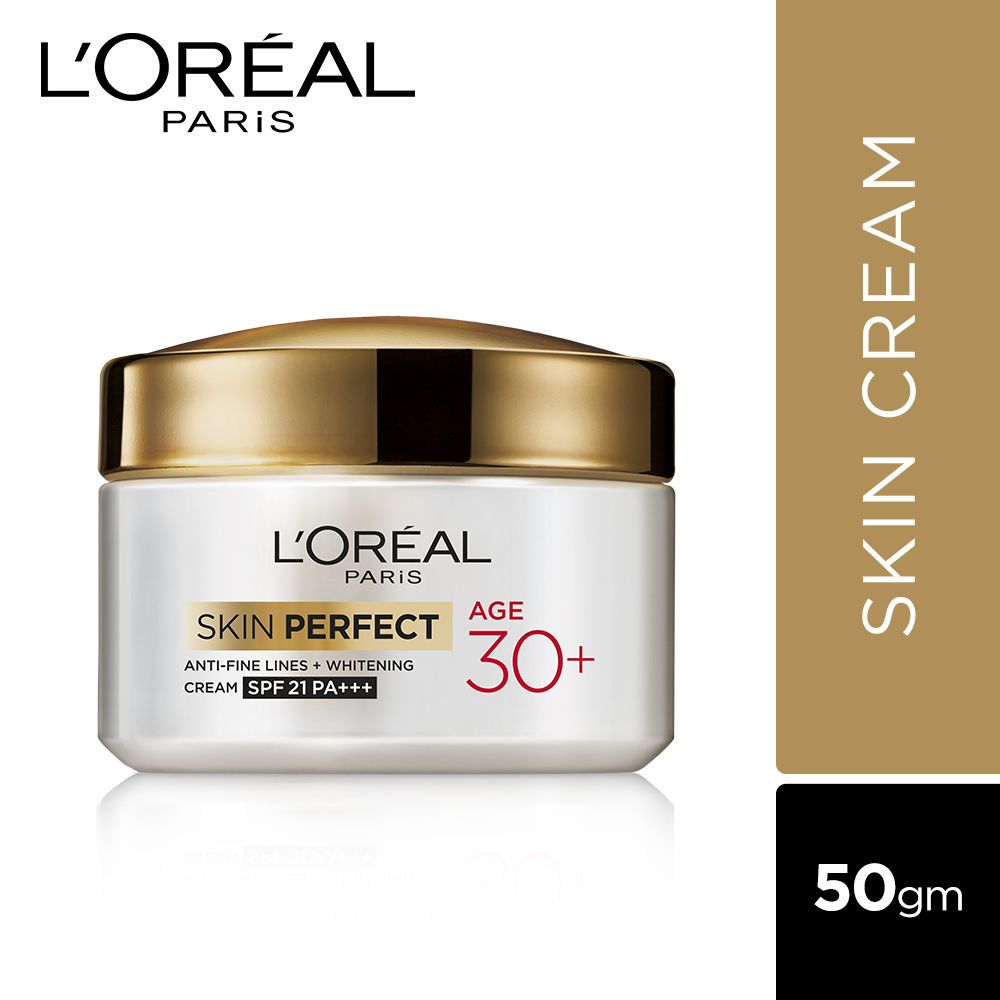 L'ORÉAL
PARiS
SKIN CREAM
L'ORÉAL
PARiS
SKIN PERFECT
AGE
30+
ANTI-FINE LINES + WHITENING
CREAM SPF 21 PA+++
50gm